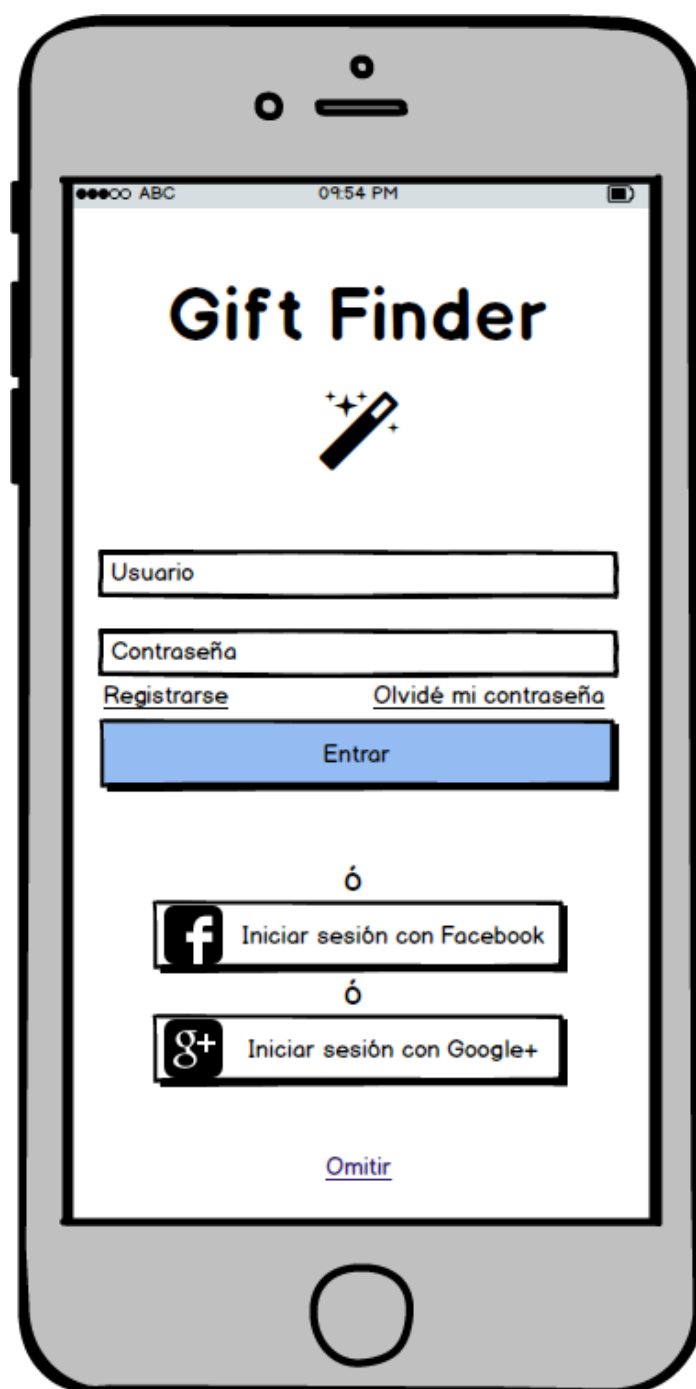 ABC 09:54 PM
Gift Finder
Usuario
Contraseña
Registrarse Olvidé mi contraseña
Entrar
ó
f Iniciar sesión con Facebook
ó
g+ Iniciar sesión con Google+
Omitir